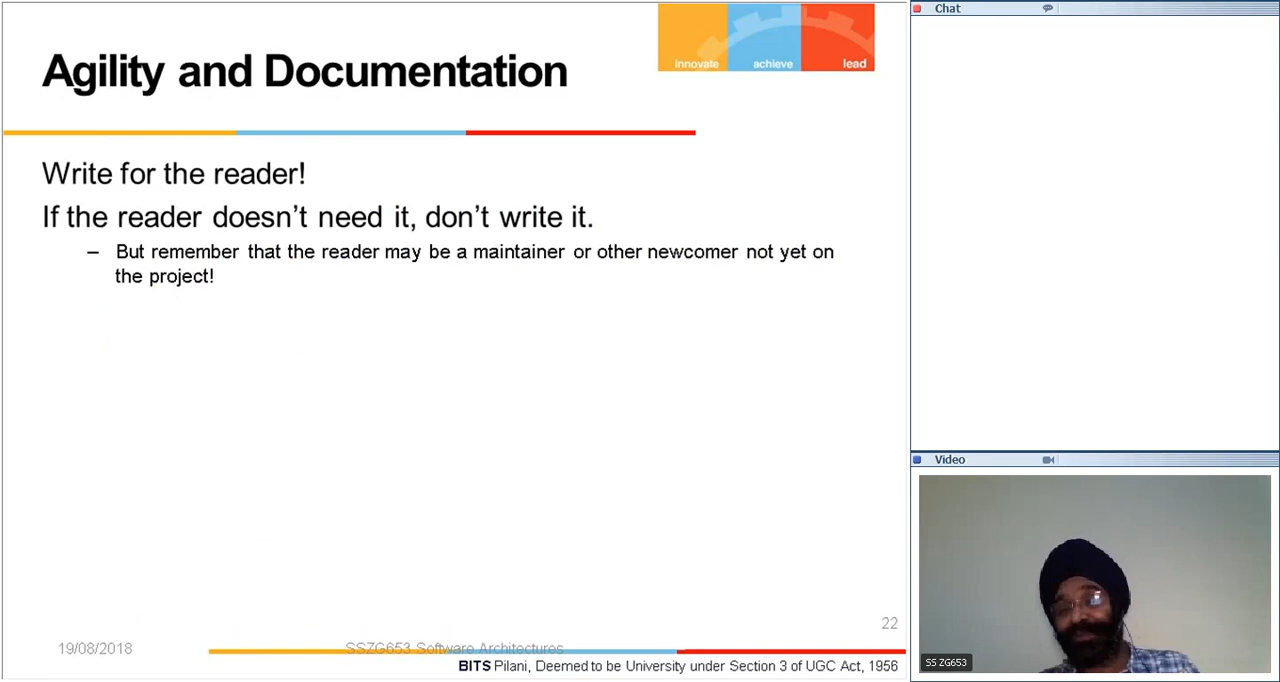 Agility and Documentation
innovate achieve lead
Write for the reader!
If the reader doesn't need it, don't write it.
– But remember that the reader may be a maintainer or other newcomer not yet on
the project!
22
19/08/2018 SSZG653 Software Architectures
BITS Pilani, Deemed to be University under Section 3 of UGC Act, 1956
Chat
Video
SS ZG653